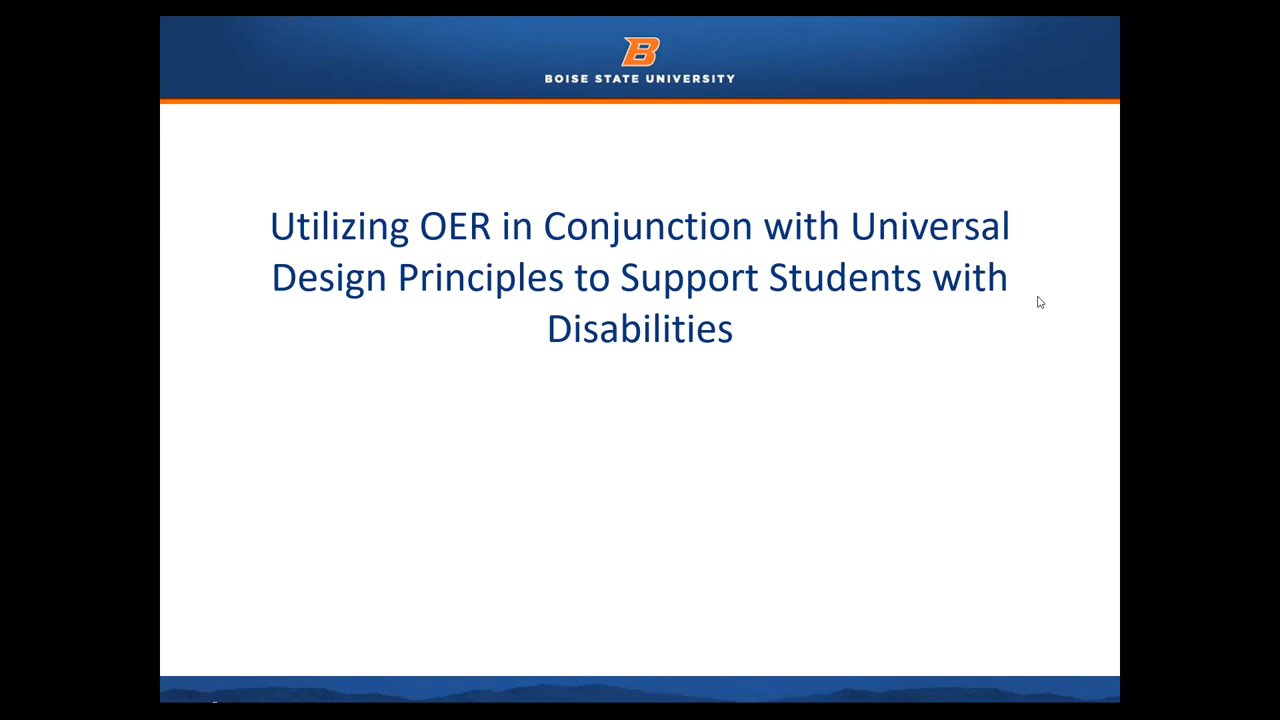 B
BOISE STATE UNIVERSITY
Utilizing OER in Conjunction with Universal
Design Principles to Support Students with
Disabilities